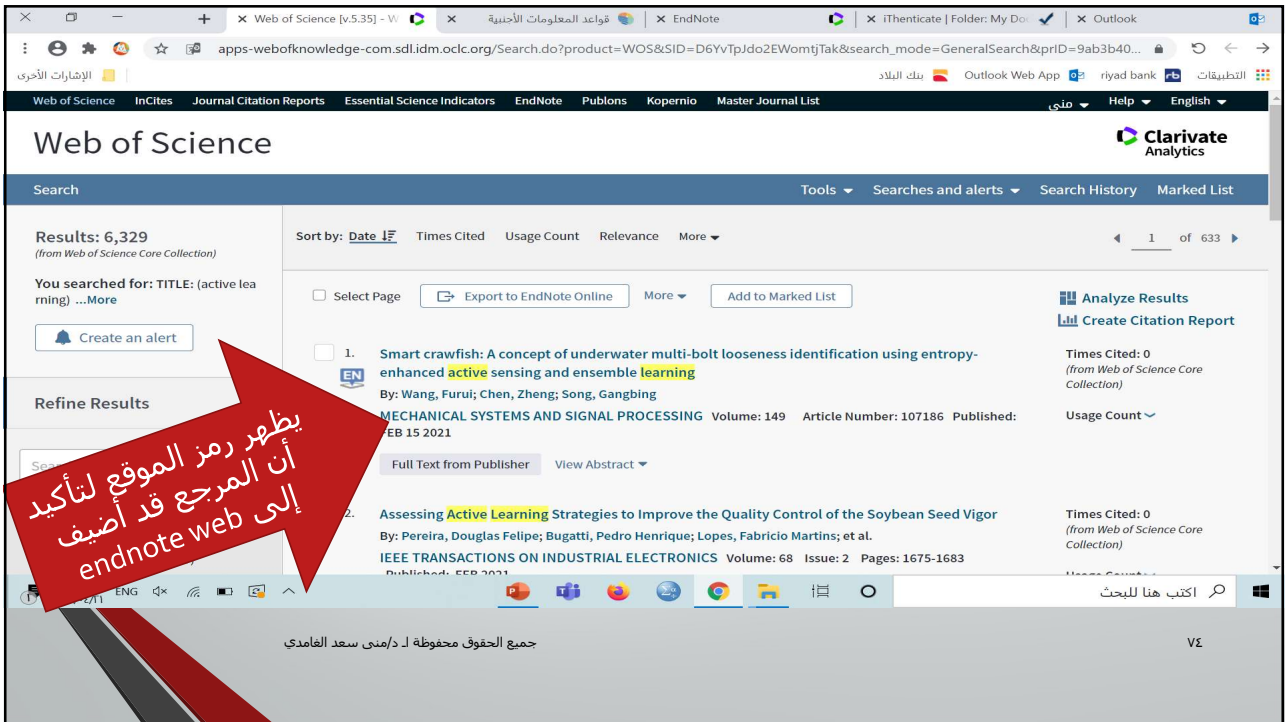 Web of Science [v.5.35] - W
قواعد المعلومات الأجنبية
EndNote
iThenticate | Folder: My Do
Outlook
apps-webofknowledge-com.sdl.idm.oclc.org/Search.do?product=WOS&SID=D6YvTpJdo2EWomtjTak&search_mode=GeneralSearch&prID=9ab3b40...
التطبيقات
riyad bank
Outlook Web App
بنك البلاد
الإشارات الأخرى
Web of Science InCites Journal Citation Reports Essential Science Indicators EndNote Publons Kopernio Master Journal List
منى Help English
Web of Science
Clarivate
Analytics
Search
Tools Searches and alerts Search History Marked List
Results: 6,329
(from Web of Science Core Collection)
You searched for: TITLE: (active lea
rning) ...More
Create an alert
Refine Results
Sort by: Date Times Cited Usage Count Relevance More
1 of 633
Select Page Export to EndNote Online More Add to Marked List
Analyze Results
Create Citation Report
1. Smart crawfish: A concept of underwater multi-bolt looseness identification using entropy-
EN enhanced active sensing and ensemble learning
By: Wang, Furui; Chen, Zheng; Song, Gangbing
MECHANICAL SYSTEMS AND SIGNAL PROCESSING Volume: 149 Article Number: 107186 Published:
FEB 15 2021
Full Text from Publisher View Abstract
Times Cited: 0
(from Web of Science Core
Collection)
Usage Count
2. Assessing Active Learning Strategies to Improve the Quality Control of the Soybean Seed Vigor
By: Pereira, Douglas Felipe; Bugatti, Pedro Henrique; Lopes, Fabricio Martins; et al.
IEEE TRANSACTIONS ON INDUSTRIAL ELECTRONICS Volume: 68 Issue: 2 Pages: 1675-1683
Published: FEB 2021
Times Cited: 0
(from Web of Science Core
Collection)
Usage Count
يظهر رمز الموقع لتأكيد
أن المرجع قد أضيف
إلى endnote web
ENG
اكتب هنا للبحث
جميع الحقوق محفوظة لـ د/منى سعد الغامدي
٧٤